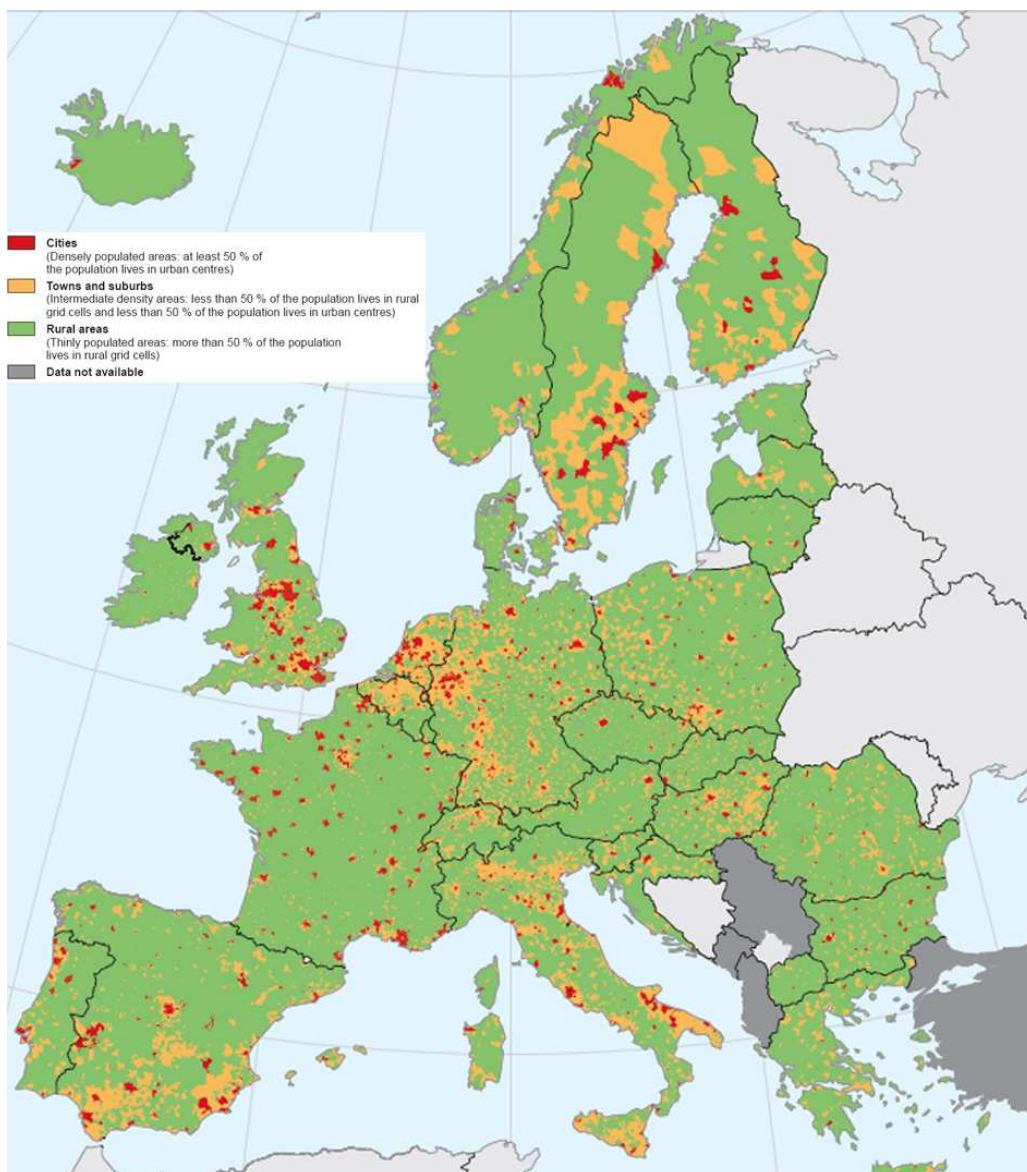 Cities
(Densely populated areas: at least 50 % of
the population lives in urban centres)
Towns and suburbs
(Intermediate density areas: less than 50 % of the population lives in rural
grid cells and less than 50 % of the population lives in urban centres)
Rural areas
(Thinly populated areas: more than 50 % of the population
lives in rural grid cells)
Data not available